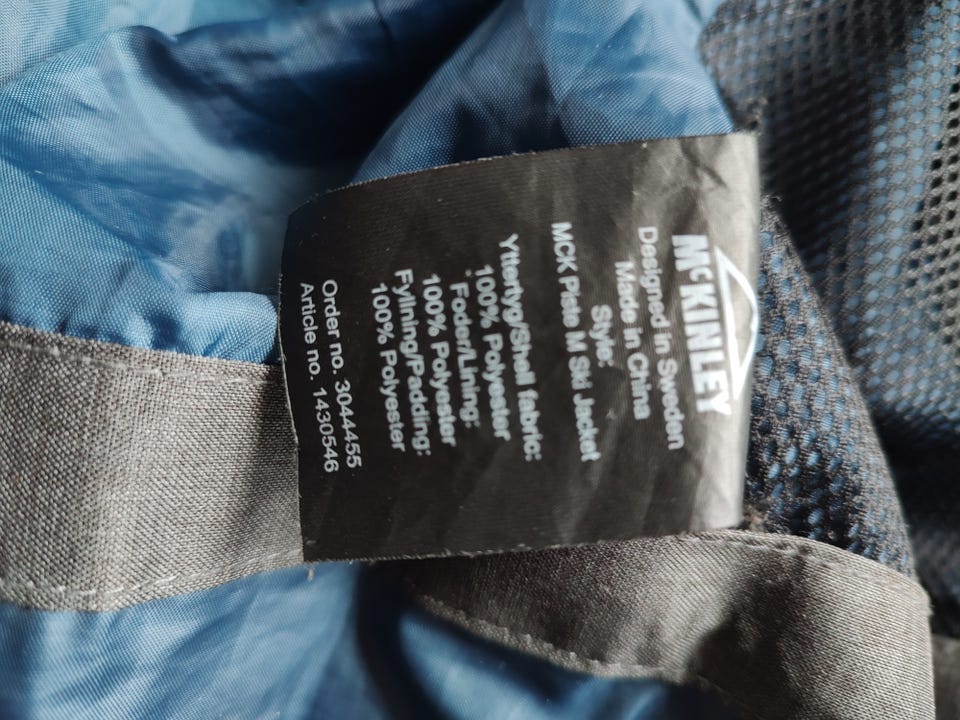 McKINLEY
Designed in Sweden
Made in China
Style:
MCK Piste M Ski Jacket
Yttertyg/Shell fabric:
100% Polyester
Foder/Lining:
100% Polyester
Fyllning/Padding:
100% Polyester
Order no. 3044455
Article no. 1430546